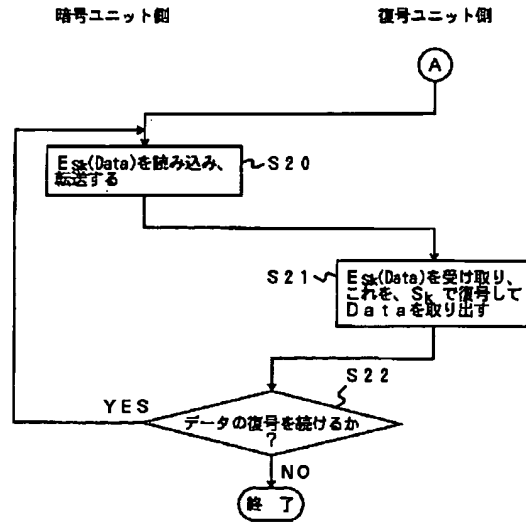 暗号ユニット側
復号ユニット側
A
ESk(Data)を読み込み、
転送する
S20
S21
ESk(Data)を受け取り、
これを、Skで復号して
Dataを取り出す
S22
YES
データの復号を続けるか
?
NO
終了